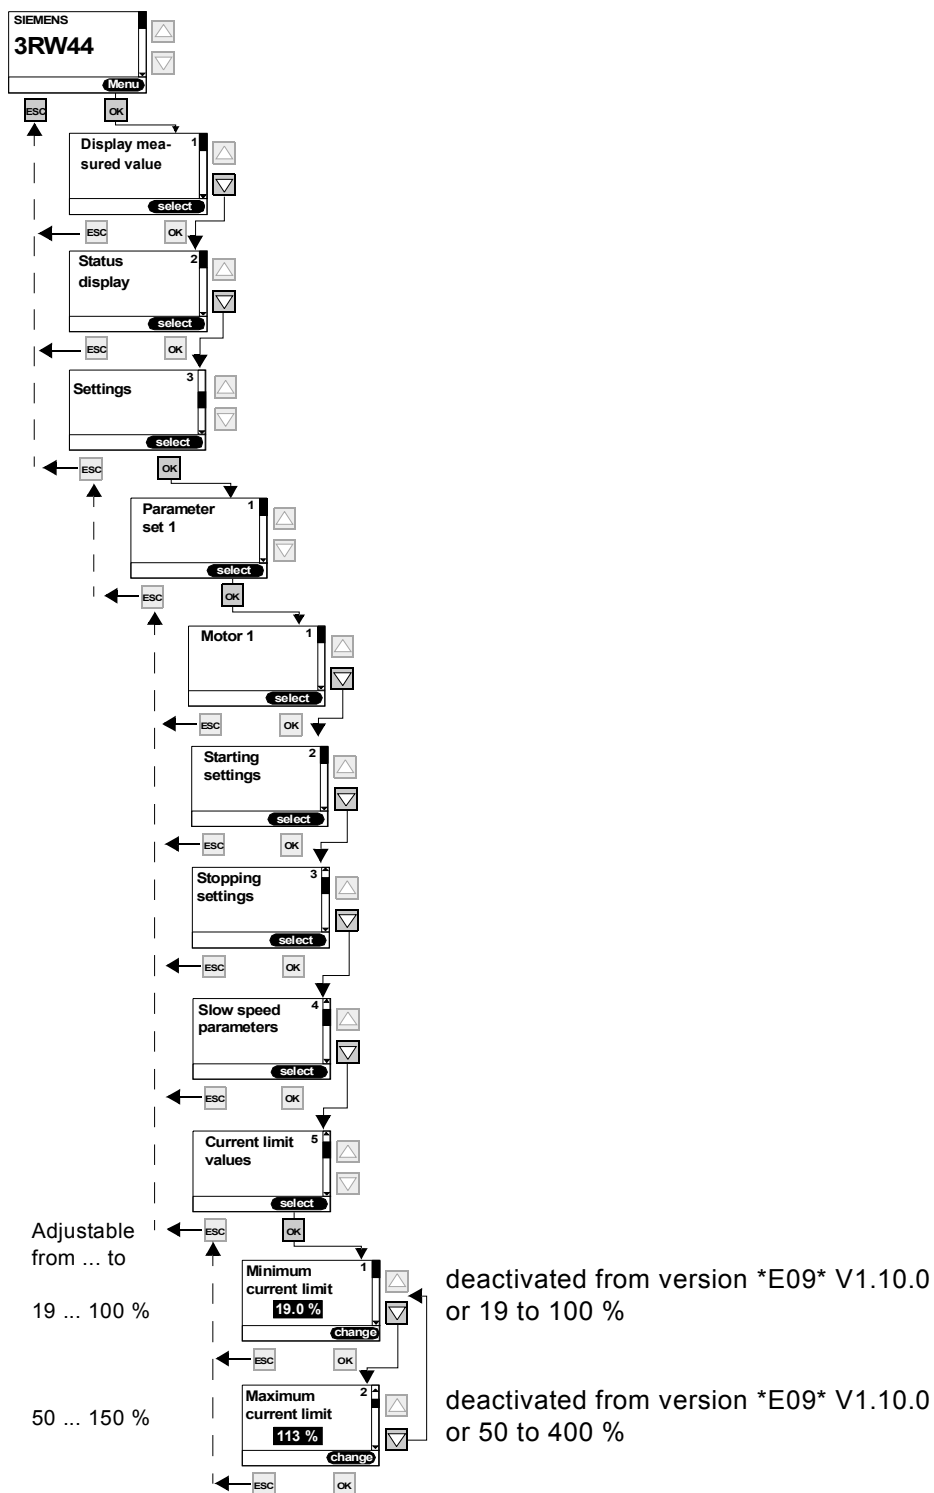 SIEMENS
3RW44
Menu
ESC OK
Display mea- 1
sured value
select
ESC OK
Status 2
display
select
ESC OK
3
Settings
select
ESC OK
Parameter 1
set 1
select
ESC OK
Motor 1 1
select
ESC OK
Starting 2
settings
select
ESC OK
Stopping 3
settings
select
ESC OK
Slow speed 4
parameters
select
ESC OK
Current limit 5
values
select
Adjustable
from ... to
ESC OK
Minimum 1
current limit
19.0 %
change
19 ... 100 %
deactivated from version *E09* V1.10.0
or 19 to 100 %
ESC OK
Maximum 2
current limit
113 %
change
50 ... 150 %
deactivated from version *E09* V1.10.0
or 50 to 400 %
ESC OK